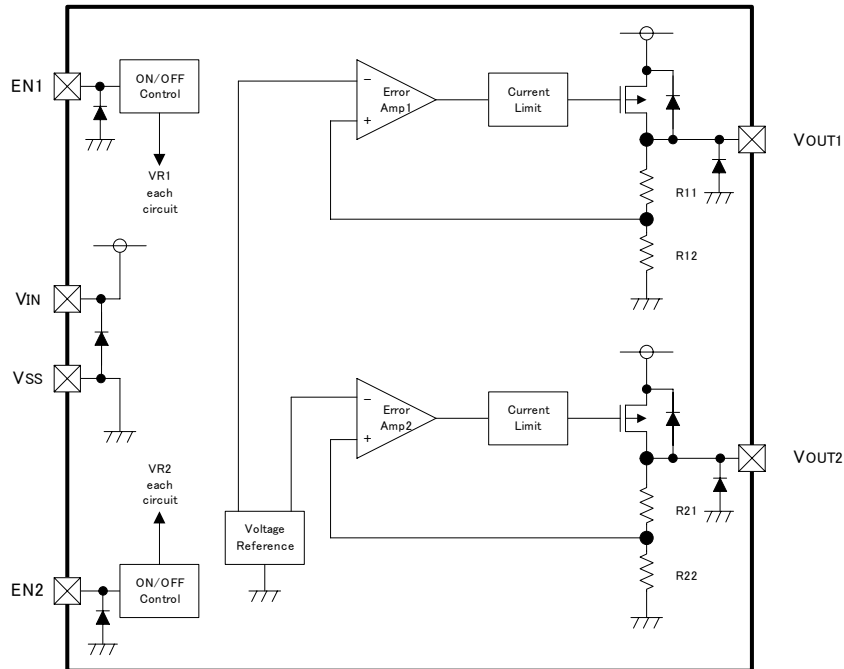 EN1
ON/OFF
Control
VR1
each
circuit
VIN
VSS
VR2
each
circuit
EN2
ON/OFF
Control
−
+
Error
Amp1
Current
Limit
VOUT1
R11
R12
−
+
Error
Amp2
Current
Limit
VOUT2
R21
R22
Voltage
Reference